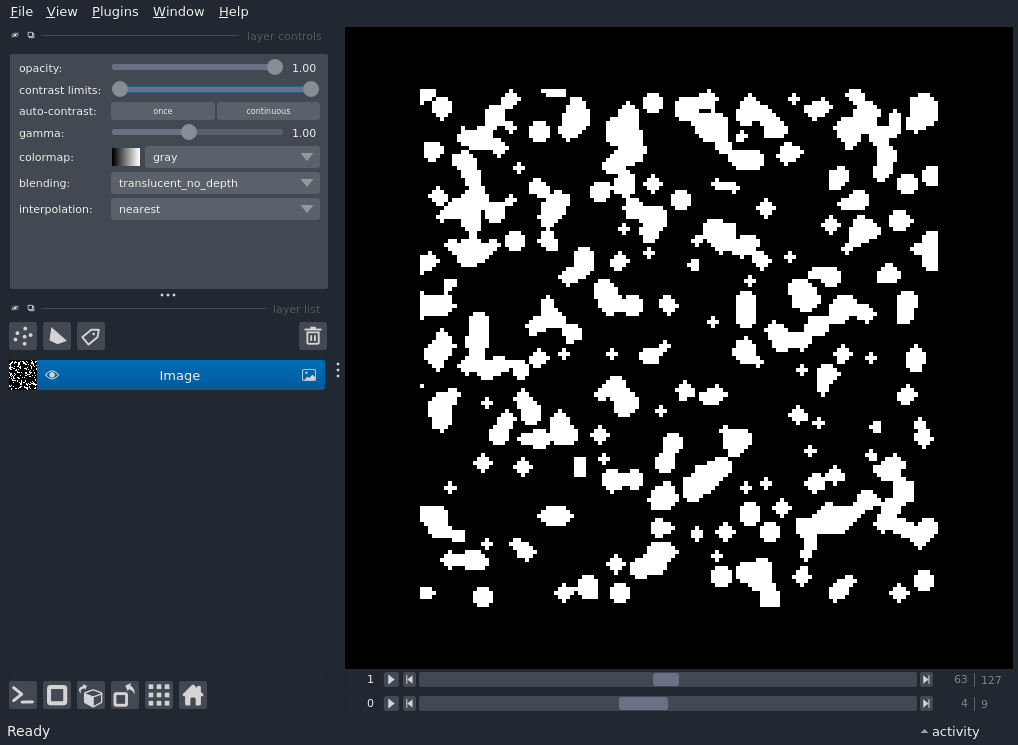 File View Plugins Window Help
layer controls
opacity: 1.00
contrast limits:
auto-contrast: once continuous
gamma: 1.00
colormap: gray
blending: translucent_no_depth
interpolation: nearest
layer list
Image
1 63 127
0 4 9
Ready activity